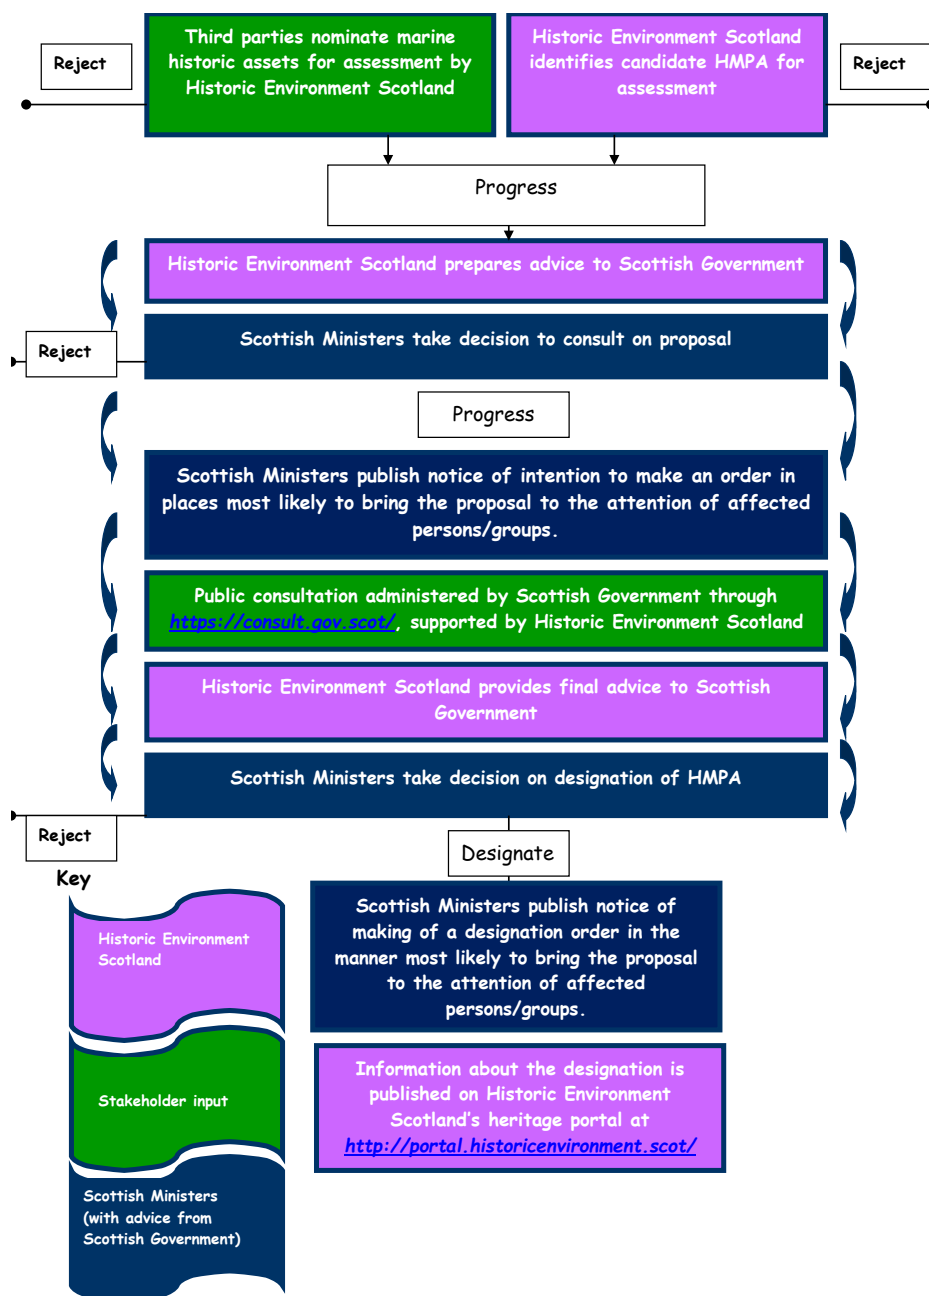 Reject
Third parties nominate marine
historic assets for assessment by
Historic Environment Scotland
Historic Environment Scotland
identifies candidate HMPA for
assessment
Reject
Progress
Historic Environment Scotland prepares advice to Scottish Government
Scottish Ministers take decision to consult on proposal
Reject
Progress
Scottish Ministers publish notice of intention to make an order in
places most likely to bring the proposal to the attention of affected
persons/groups.
Public consultation administered by Scottish Government through
https://consult.gov.scot/, supported by Historic Environment Scotland
Historic Environment Scotland provides final advice to Scottish
Government
Scottish Ministers take decision on designation of HMPA
Reject
Designate
Key
Scottish Ministers publish notice of
making of a designation order in the
manner most likely to bring the proposal
to the attention of affected
persons/groups.
Historic Environment
Scotland
Information about the designation is
published on Historic Environment
Scotland's heritage portal at
http://portal.historicenvironment.scot/
Stakeholder input
Scottish Ministers
(with advice from
Scottish Government)